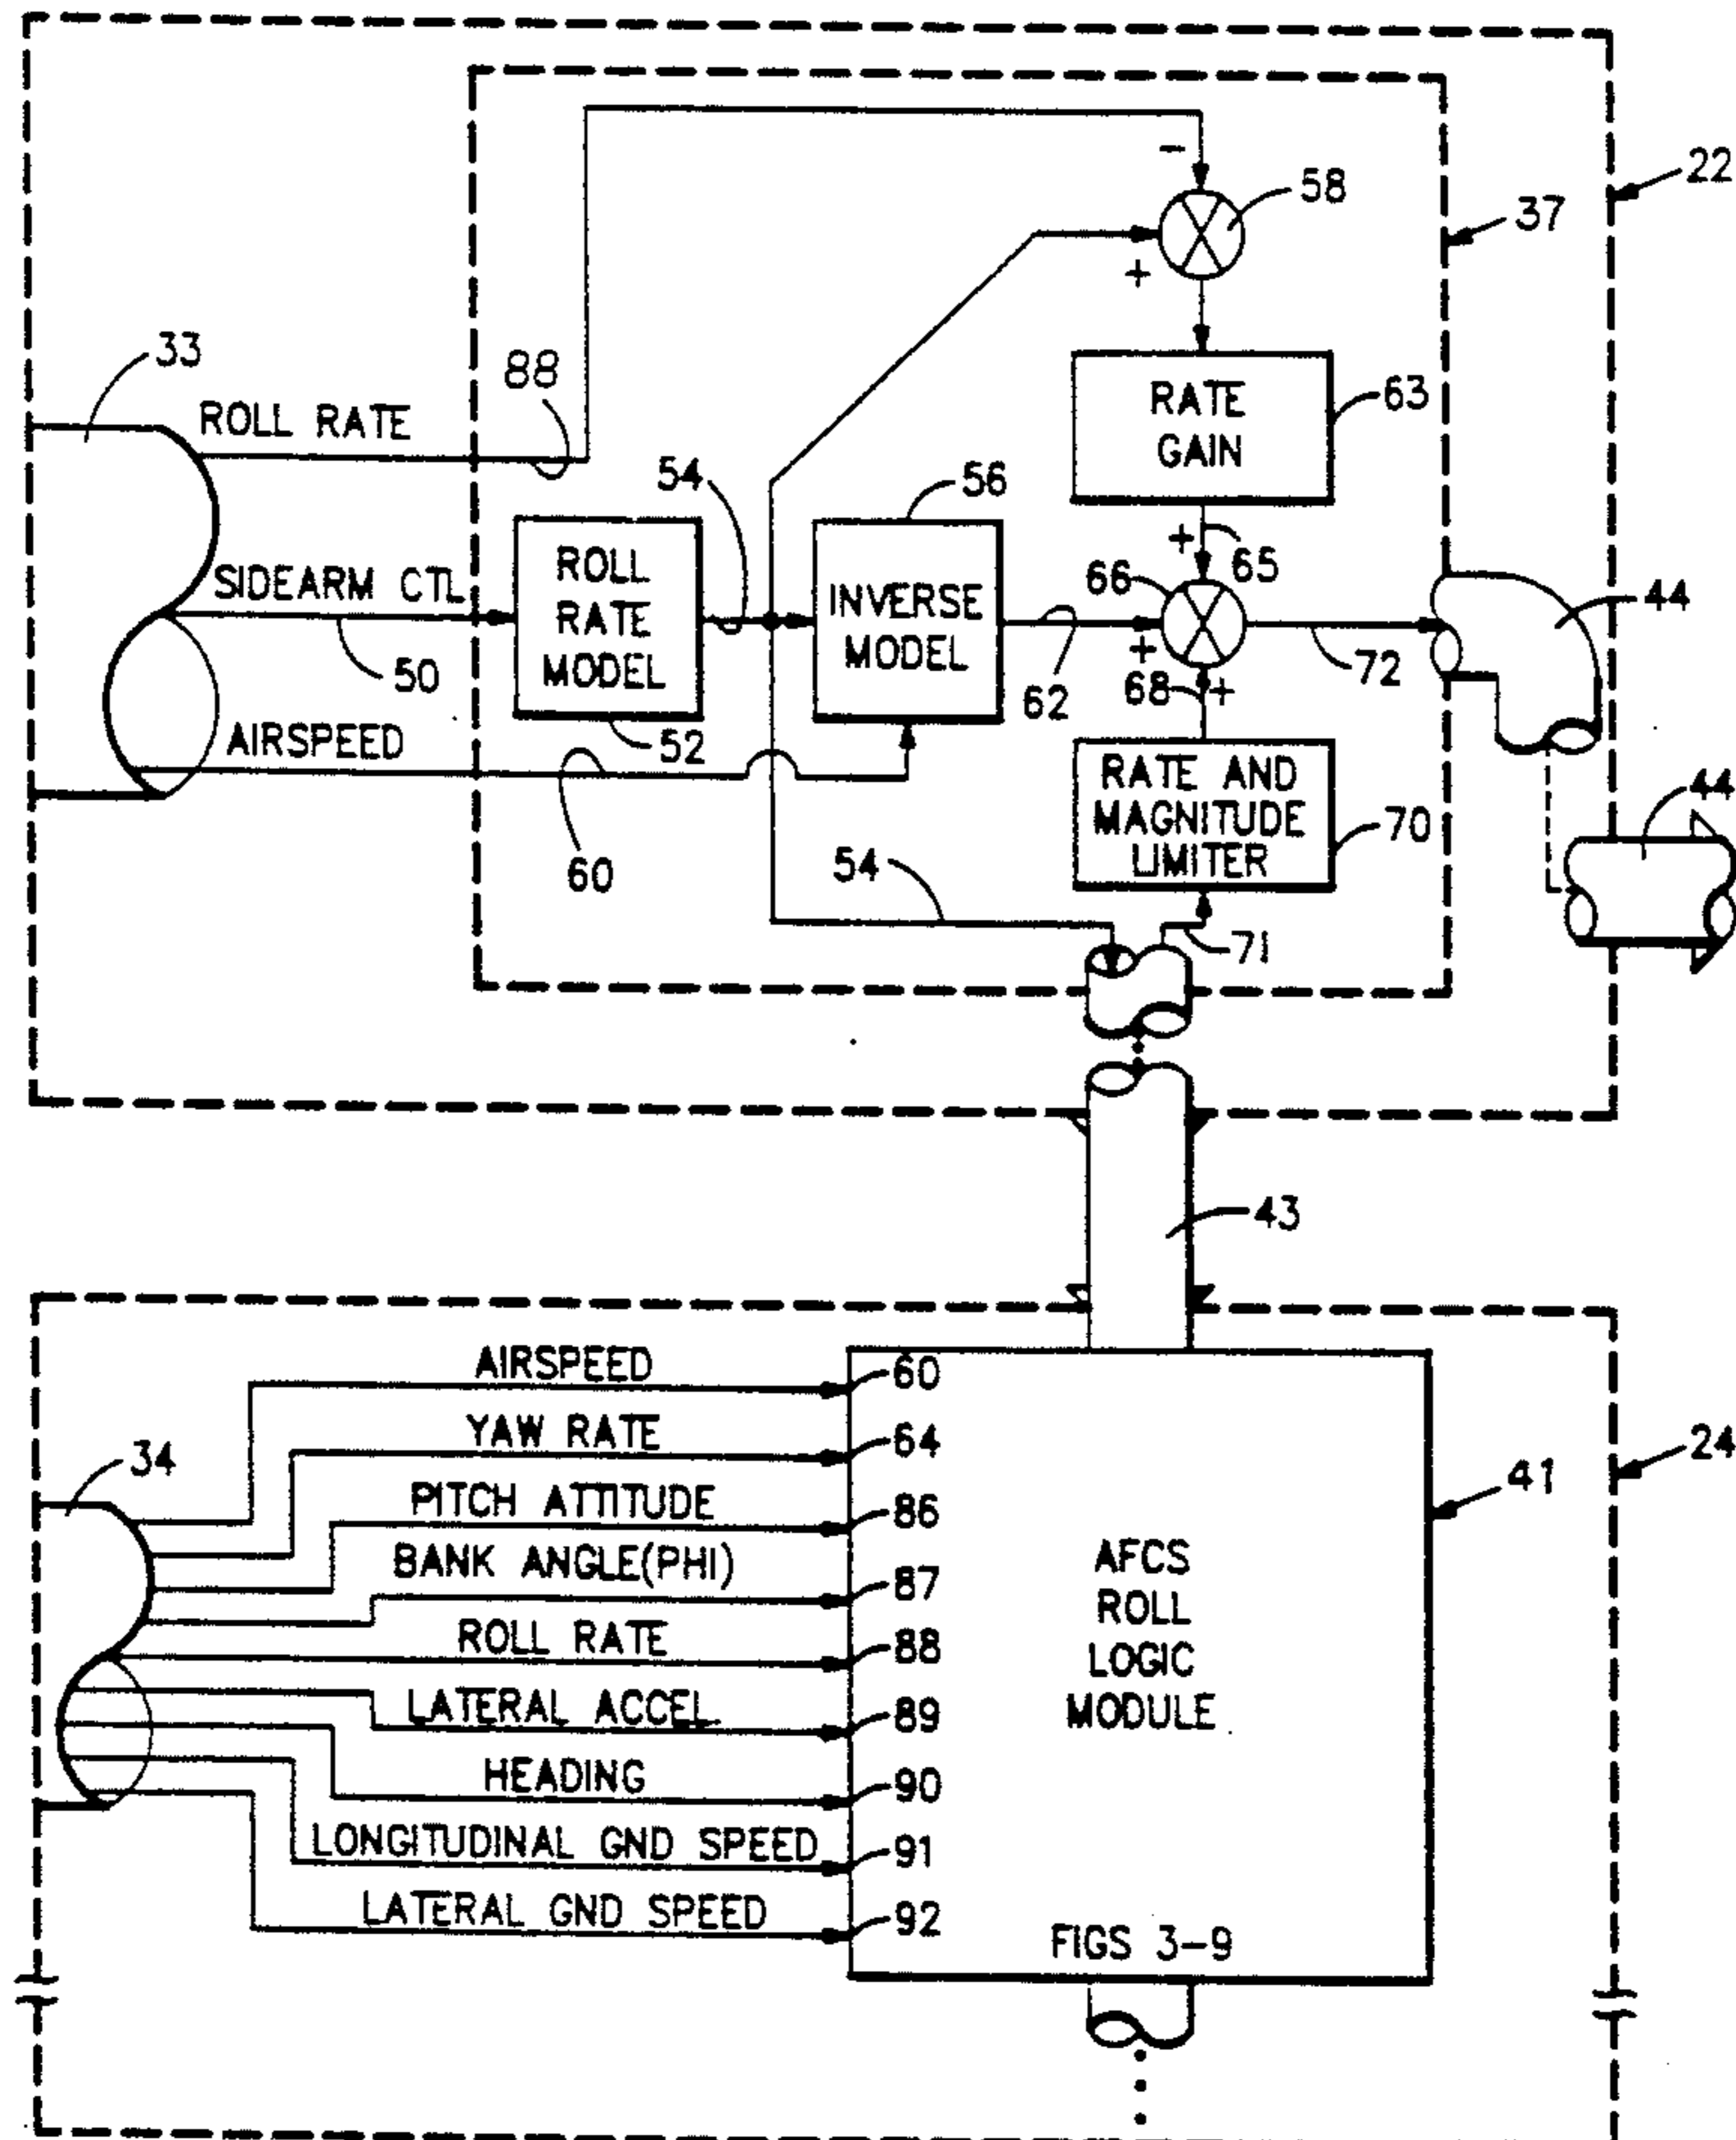 22
37
58
−
+
33
ROLL RATE
88
RATE
GAIN
63
54
56
SIDEARM CTL
50
ROLL
RATE
MODEL
52
INVERSE
MODEL
62
+
65
66
+
68
+
72
44
AIRSPEED
60
RATE AND
MAGNITUDE
LIMITER
70
44
54
71
43
34
AIRSPEED
60
YAW RATE
64
PITCH ATTITUDE
86
BANK ANGLE(PHI)
87
ROLL RATE
88
LATERAL ACCEL.
89
HEADING
90
LONGITUDINAL GND SPEED
91
LATERAL GND SPEED
92
AFCS
ROLL
LOGIC
MODULE
FIGS 3-9
41
24